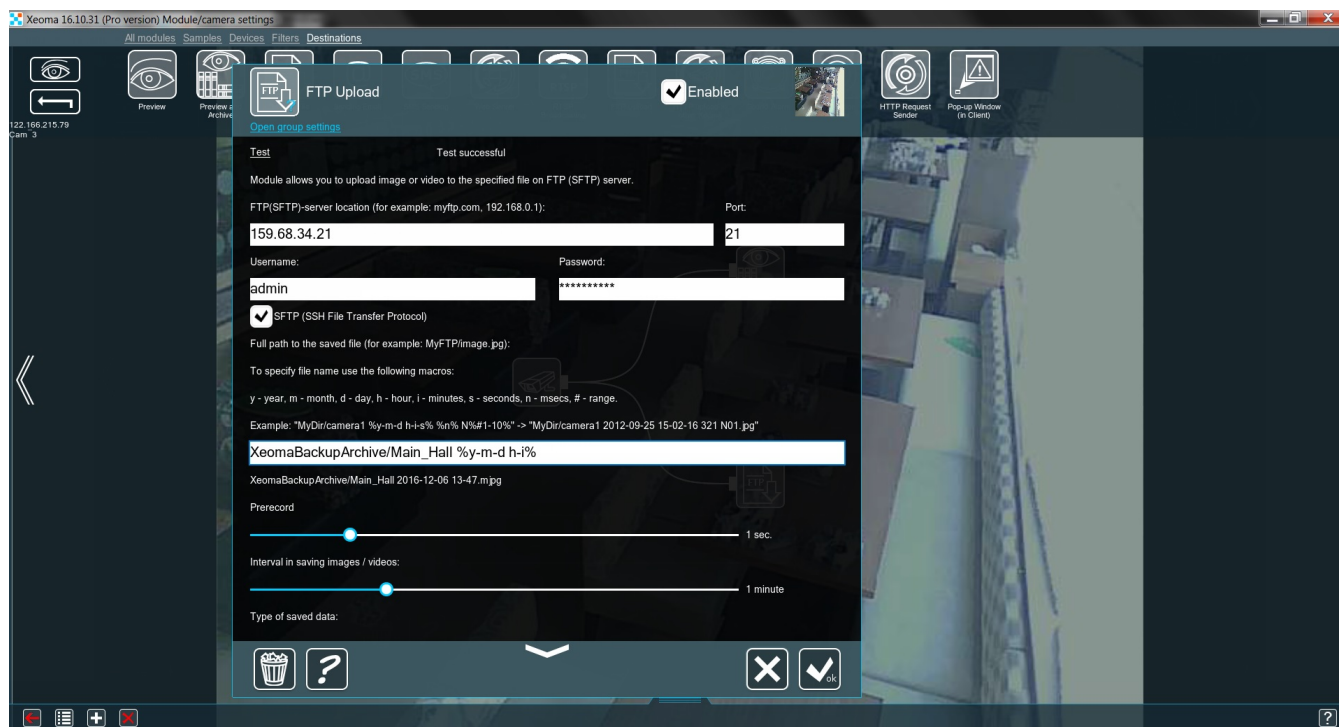 Xeoma 16.10.31 (Pro version) Module/camera settings
All modules Samples Devices Filters Destinations
122.166.215.79
Cam_3
Preview
Preview
Archive
HTTP Request
Sender
Pop-up Window
(in Client)
FTP
FTP Upload
Enabled
Open group settings
Test
Test successful
Module allows you to upload image or video to the specified file on FTP (SFTP) server.
FTP(SFTP)-server location (for example: myftp.com, 192.168.0.1):
Port:
159.68.34.21
21
Username:
Password:
admin
**********
SFTP (SSH File Transfer Protocol)
Full path to the saved file (for example: MyFTP/image.jpg):
To specify file name use the following macros:
y - year, m - month, d - day, h - hour, i - minutes, s - seconds, n - msecs, # - range.
Example: "MyDir/camera1 %y-m-d h-i-s% %n% N%#1-10%" -> "MyDir/camera1 2012-09-25 15-02-16 321 N01.jpg"
XeomaBackupArchive/Main_Hall %y-m-d h-i%
XeomaBackupArchive/Main_Hall 2016-12-06 13-47.mjpg
FTP
Prerecord
1 sec.
Interval in saving images / videos:
1 minute
Type of saved data:
?
ok
?